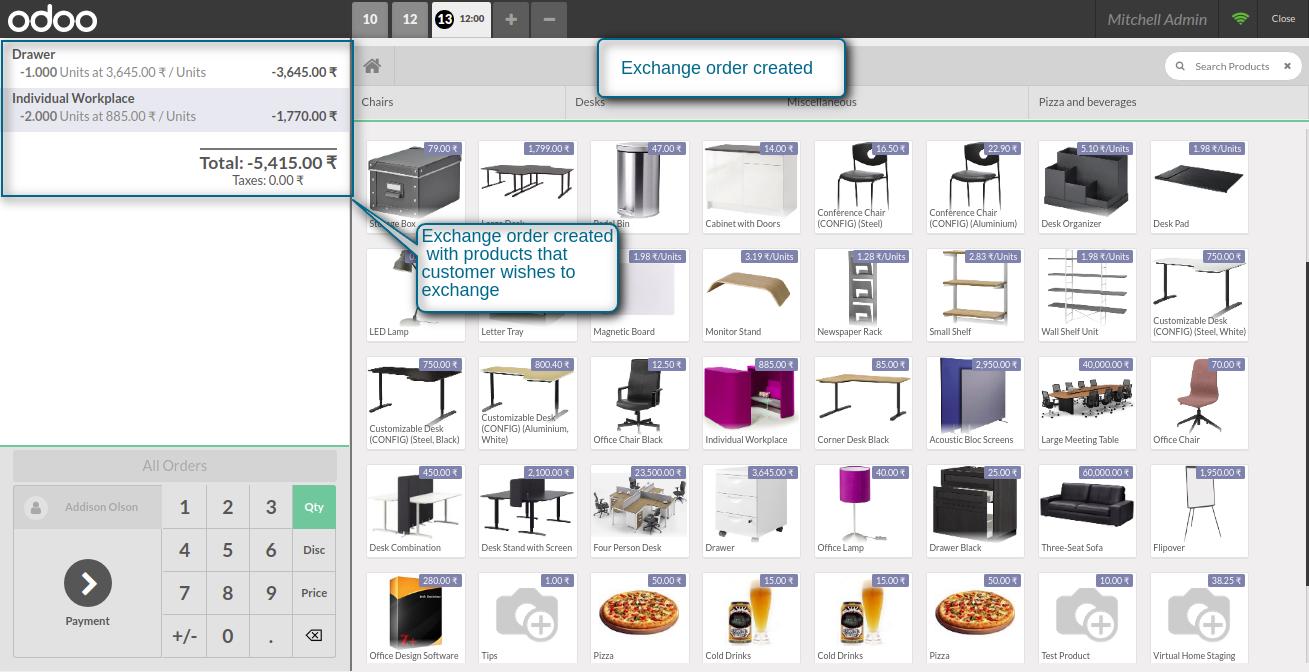 odoo
10
12
13 12:00
+
−
Mitchell Admin
Close
Exchange order created
Search Products
Drawer
-1.000 Units at 3,645.00 ₹ / Units -3,645.00 ₹
Individual Workplace
-2.000 Units at 885.00 ₹ / Units -1,770.00 ₹
Total: -5,415.00 ₹
Taxes: 0.00 ₹
Exchange order created
with products that
customer wishes to
exchange
Chairs
Desks
Miscellaneous
Pizza and beverages
79.00 ₹
1,799.00 ₹
47.00 ₹
14.00 ₹
16.50 ₹
22.90 ₹
5.10 ₹/Units
1.98 ₹/Units
Storage Box
Large Desk
Pedal Bin
Cabinet with Doors
Conference Chair
(CONFIG) (Steel)
Conference Chair
(CONFIG) (Aluminium)
Desk Organizer
Desk Pad
1.98 ₹/Units
3.19 ₹/Units
1.28 ₹/Units
2.83 ₹/Units
1.98 ₹/Units
750.00 ₹
LED Lamp
Letter Tray
Magnetic Board
Monitor Stand
Newspaper Rack
Small Shelf
Wall Shelf Unit
Customizable Desk
(CONFIG) (Steel, White)
750.00 ₹
800.40 ₹
12.50 ₹
885.00 ₹
85.00 ₹
2,950.00 ₹
40,000.00 ₹
70.00 ₹
Customizable Desk
(CONFIG) (Steel, Black)
Customizable Desk
(CONFIG) (Aluminium,
White)
Office Chair Black
Individual Workplace
Corner Desk Black
Acoustic Bloc Screens
Large Meeting Table
Office Chair
450.00 ₹
2,100.00 ₹
23,500.00 ₹
3,645.00 ₹
40.00 ₹
25.00 ₹
60,000.00 ₹
1,950.00 ₹
Desk Combination
Desk Stand with Screen
Four Person Desk
Drawer
Office Lamp
Drawer Black
Three-Seat Sofa
Flipover
280.00 ₹
1.00 ₹
50.00 ₹
15.00 ₹
15.00 ₹
50.00 ₹
10.00 ₹
38.25 ₹
Office Design Software
Tips
Pizza
Cold Drinks
Cold Drinks
Pizza
Test Product
Virtual Home Staging
All Orders
Addison Olson
Payment
1 2 3 Qty
4 5 6 Disc
7 8 9 Price
+/- 0 .